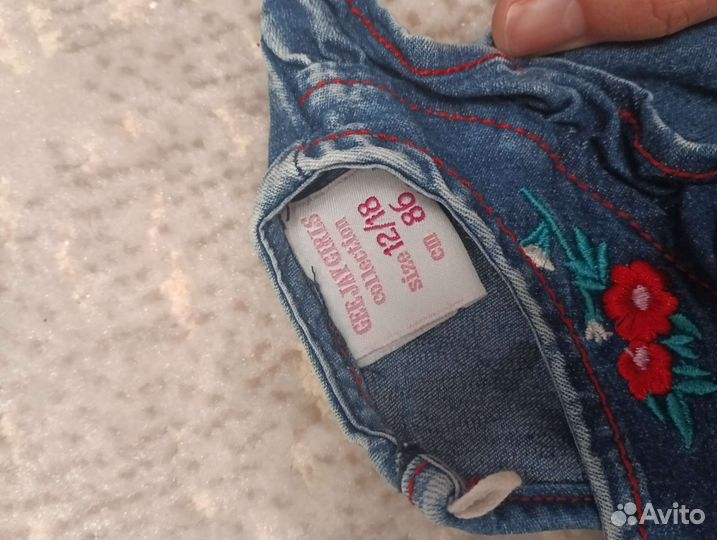 GEE JAY GIRLS
collection
size 12/18
cm 86
Avito